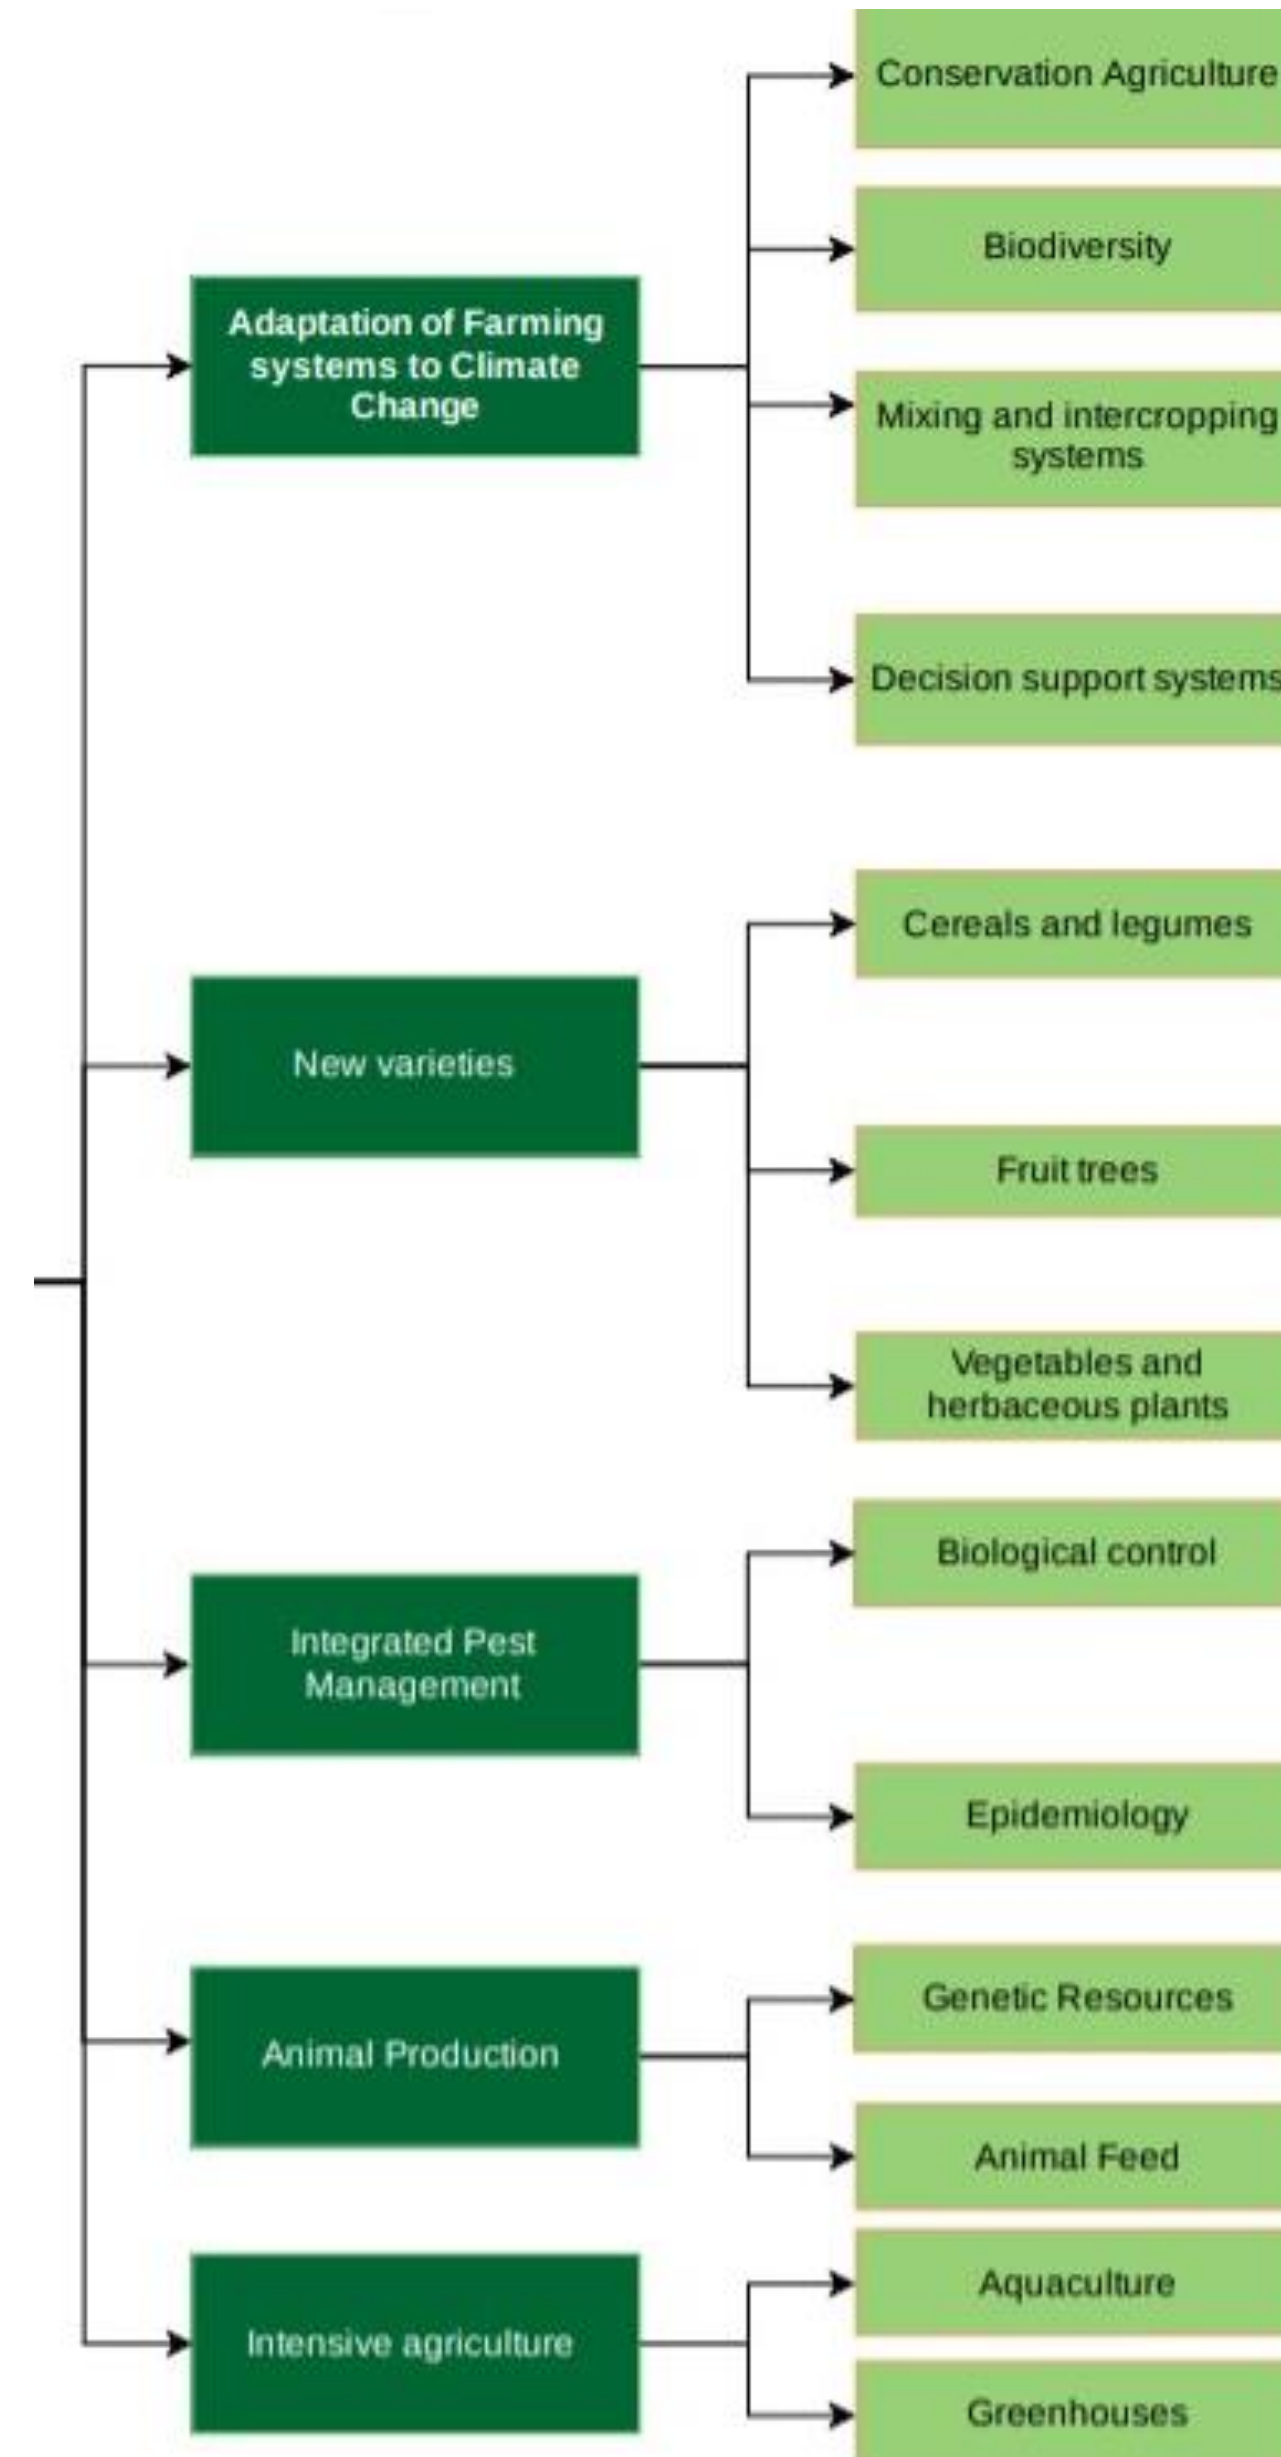 Conservation Agriculture
Biodiversity
Adaptation of Farming
systems to Climate
Change
Mixing and intercropping
systems
Decision support systems
Cereals and legumes
New varieties
Fruit trees
Vegetables and
herbaceous plants
Biological control
Integrated Pest
Management
Epidemiology
Genetic Resources
Animal Production
Animal Feed
Aquaculture
Intensive agriculture
Greenhouses